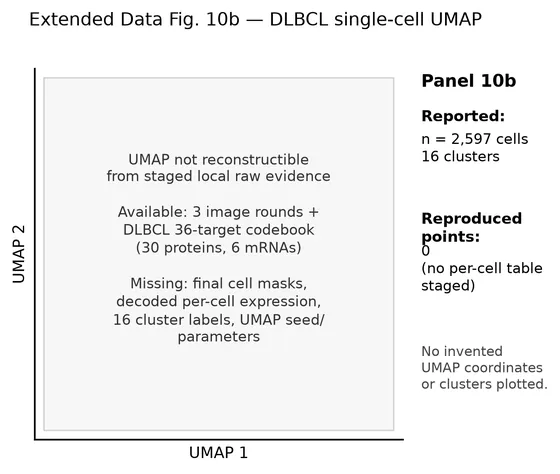 Extended Data Fig. 10b — DLBCL single-cell UMAP
UMAP not reconstructible
from staged local raw evidence
Available: 3 image rounds +
DLBCL 36-target codebook
(30 proteins, 6 mRNAs)
Missing: final cell masks,
decoded per-cell expression,
16 cluster labels, UMAP seed/
parameters
UMAP 2
UMAP 1
Panel 10b
Reported:
n = 2,597 cells
16 clusters
Reproduced
points:
0
(no per-cell table
staged)
No invented
UMAP coordinates
or clusters plotted.